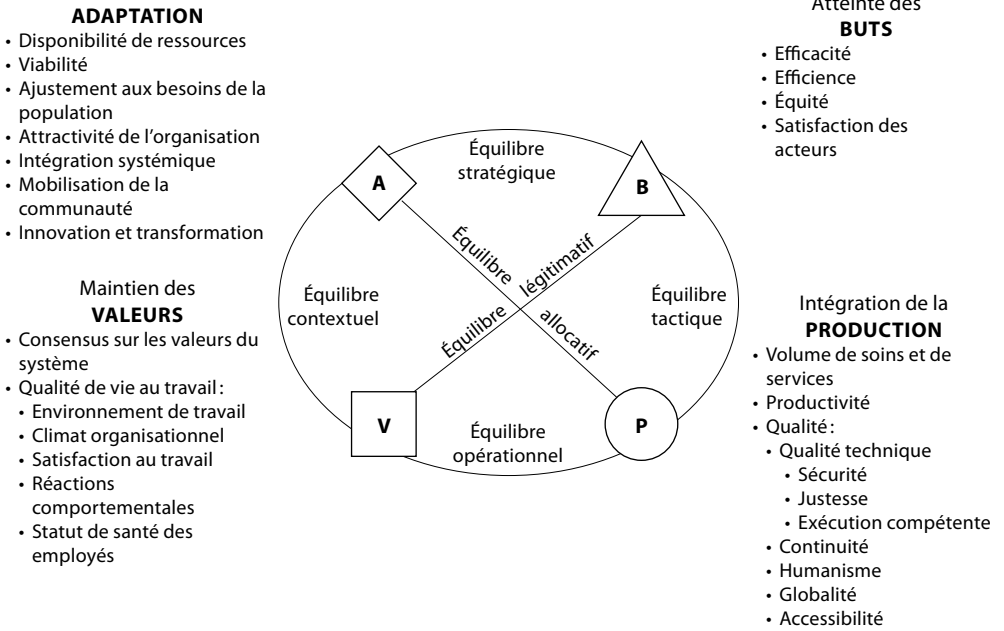 ADAPTATION
• Disponibilité de ressources
• Viabilité
• Ajustement aux besoins de la
population
• Attractivité de l'organisation
• Intégration systémique
• Mobilisation de la
communauté
• Innovation et transformation
Atteinte des
BUTS
• Efficacité
• Efficience
• Équité
• Satisfaction des
acteurs
A
Équilibre
stratégique
B
Équilibre
légitimatif
Équilibre
contextuel
Équilibre
tactique
Équilibre
allocatif
V
Équilibre
opérationnel
P
Maintien des
VALEURS
• Consensus sur les valeurs du
système
• Qualité de vie au travail :
• Environnement de travail
• Climat organisationnel
• Satisfaction au travail
• Réactions
comportementales
• Statut de santé des
employés
Intégration de la
PRODUCTION
• Volume de soins et de
services
• Productivité
• Qualité :
• Qualité technique
• Sécurité
• Justesse
• Exécution compétente
• Continuité
• Humanisme
• Globalité
• Accessibilité